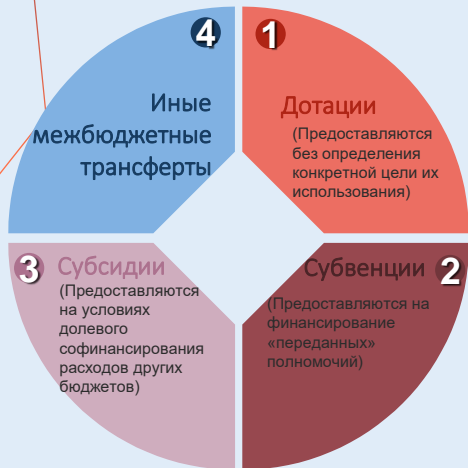 4
Иные
межбюджетные
трансферты
1
Дотации
(Предоставляются
без определения
конкретной цели их
использования)
3
Субсидии
(Предоставляются
на условиях
долевого
софинансирования
расходов других
бюджетов)
Субвенции 2
(Предоставляются на
финансирование
«переданных»
полномочий)